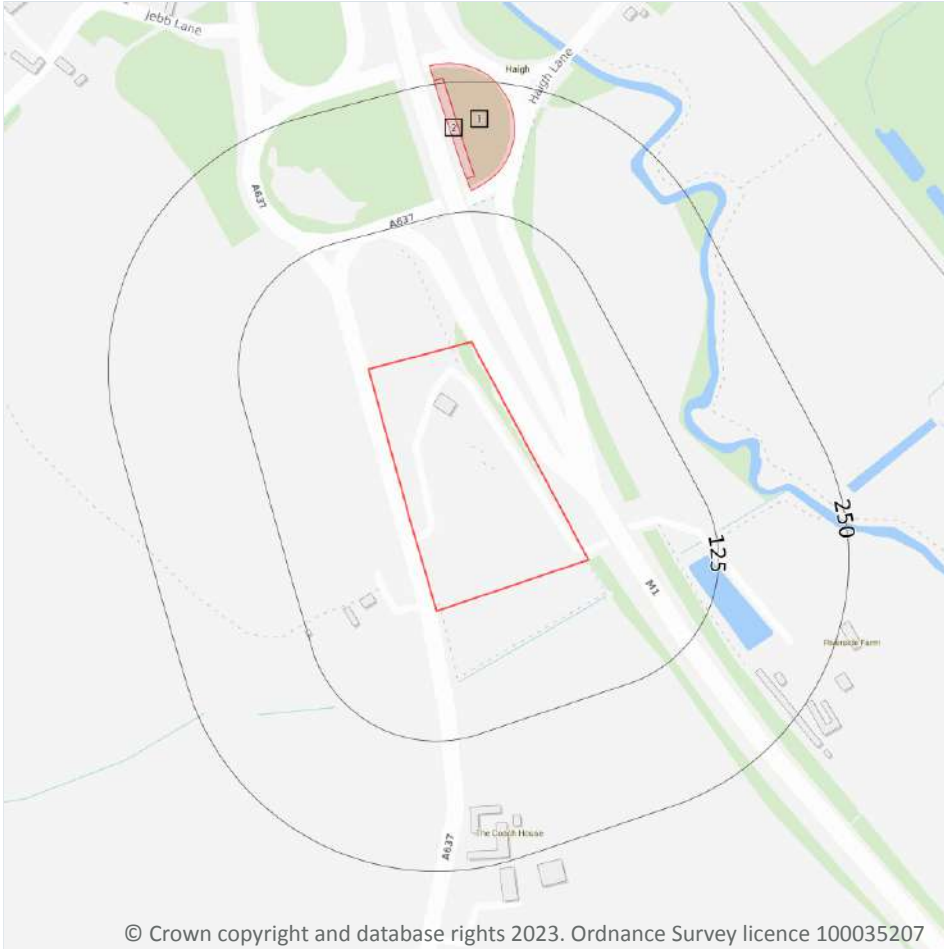 Jebb Lane
Haigh
Haigh Lane
1
2
A637
A637
250
125
M1
Riverside Farm
The Coach House
A637
© Crown copyright and database rights 2023. Ordnance Survey licence 100035207